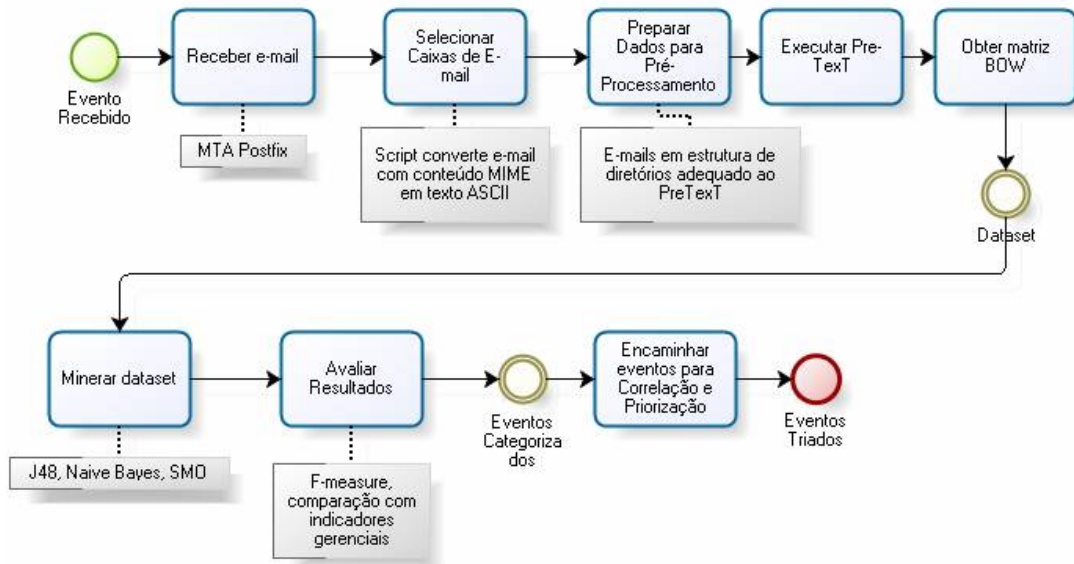 Evento
Recebido
Receber e-mail
MTA Postfix
Selecionar
Caixas de E-
mail
Script converte e-mail
com conteúdo MIME
em texto ASCII
Preparar
Dados para
Pré-
Processamento
E-mails em estrutura de
diretórios adequado ao
PreTexT
Executar Pre-
TexT
Obter matriz
BOW
Dataset
Minerar dataset
J48, Naive Bayes, SMO
Avaliar
Resultados
F-measure,
comparação com
indicadores
gerenciais
Eventos
Categoriza
dos
Encaminhar
eventos para
Correlação e
Priorização
Eventos
Triados